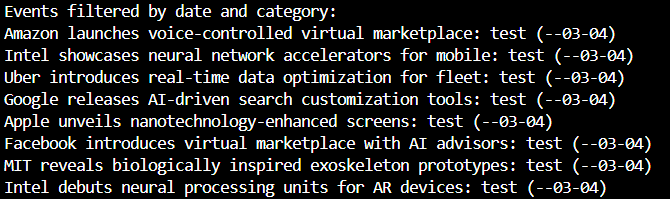 Events filtered by date and category:
Amazon launches voice-controlled virtual marketplace: test (--03-04)
Intel showcases neural network accelerators for mobile: test (--03-04)
Uber introduces real-time data optimization for fleet: test (--03-04)
Google releases AI-driven search customization tools: test (--03-04)
Apple unveils nanotechnology-enhanced screens: test (--03-04)
Facebook introduces virtual marketplace with AI advisors: test (--03-04)
MIT reveals biologically inspired exoskeleton prototypes: test (--03-04)
Intel debuts neural processing units for AR devices: test (--03-04)